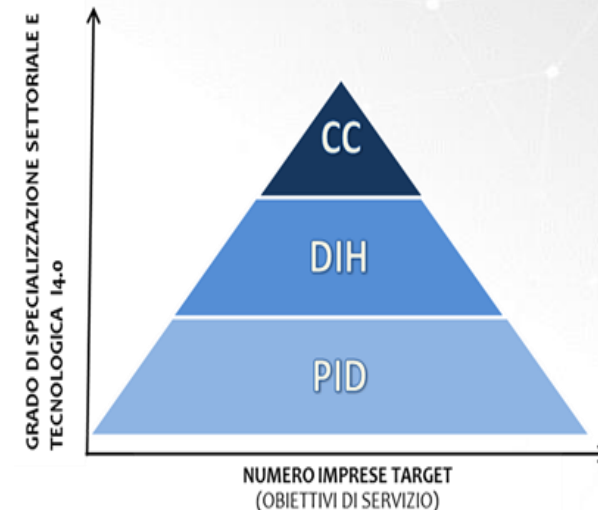 GRADO DI SPECIALIZZAZIONE SETTORIALE E
TECNOLOGICA I4.0
CC
DIH
PID
NUMERO IMPRESE TARGET
(OBIETTIVI DI SERVIZIO)